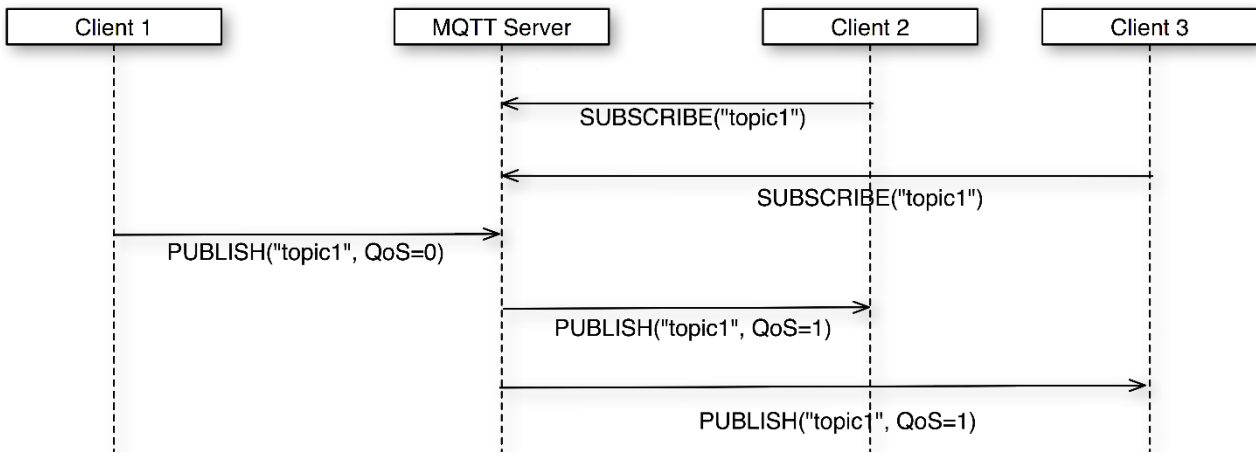 Client 1
MQTT Server
Client 2
Client 3
SUBSCRIBE("topic1")
SUBSCRIBE("topic1")
PUBLISH("topic1", QoS=0)
PUBLISH("topic1", QoS=1)
PUBLISH("topic1", QoS=1)